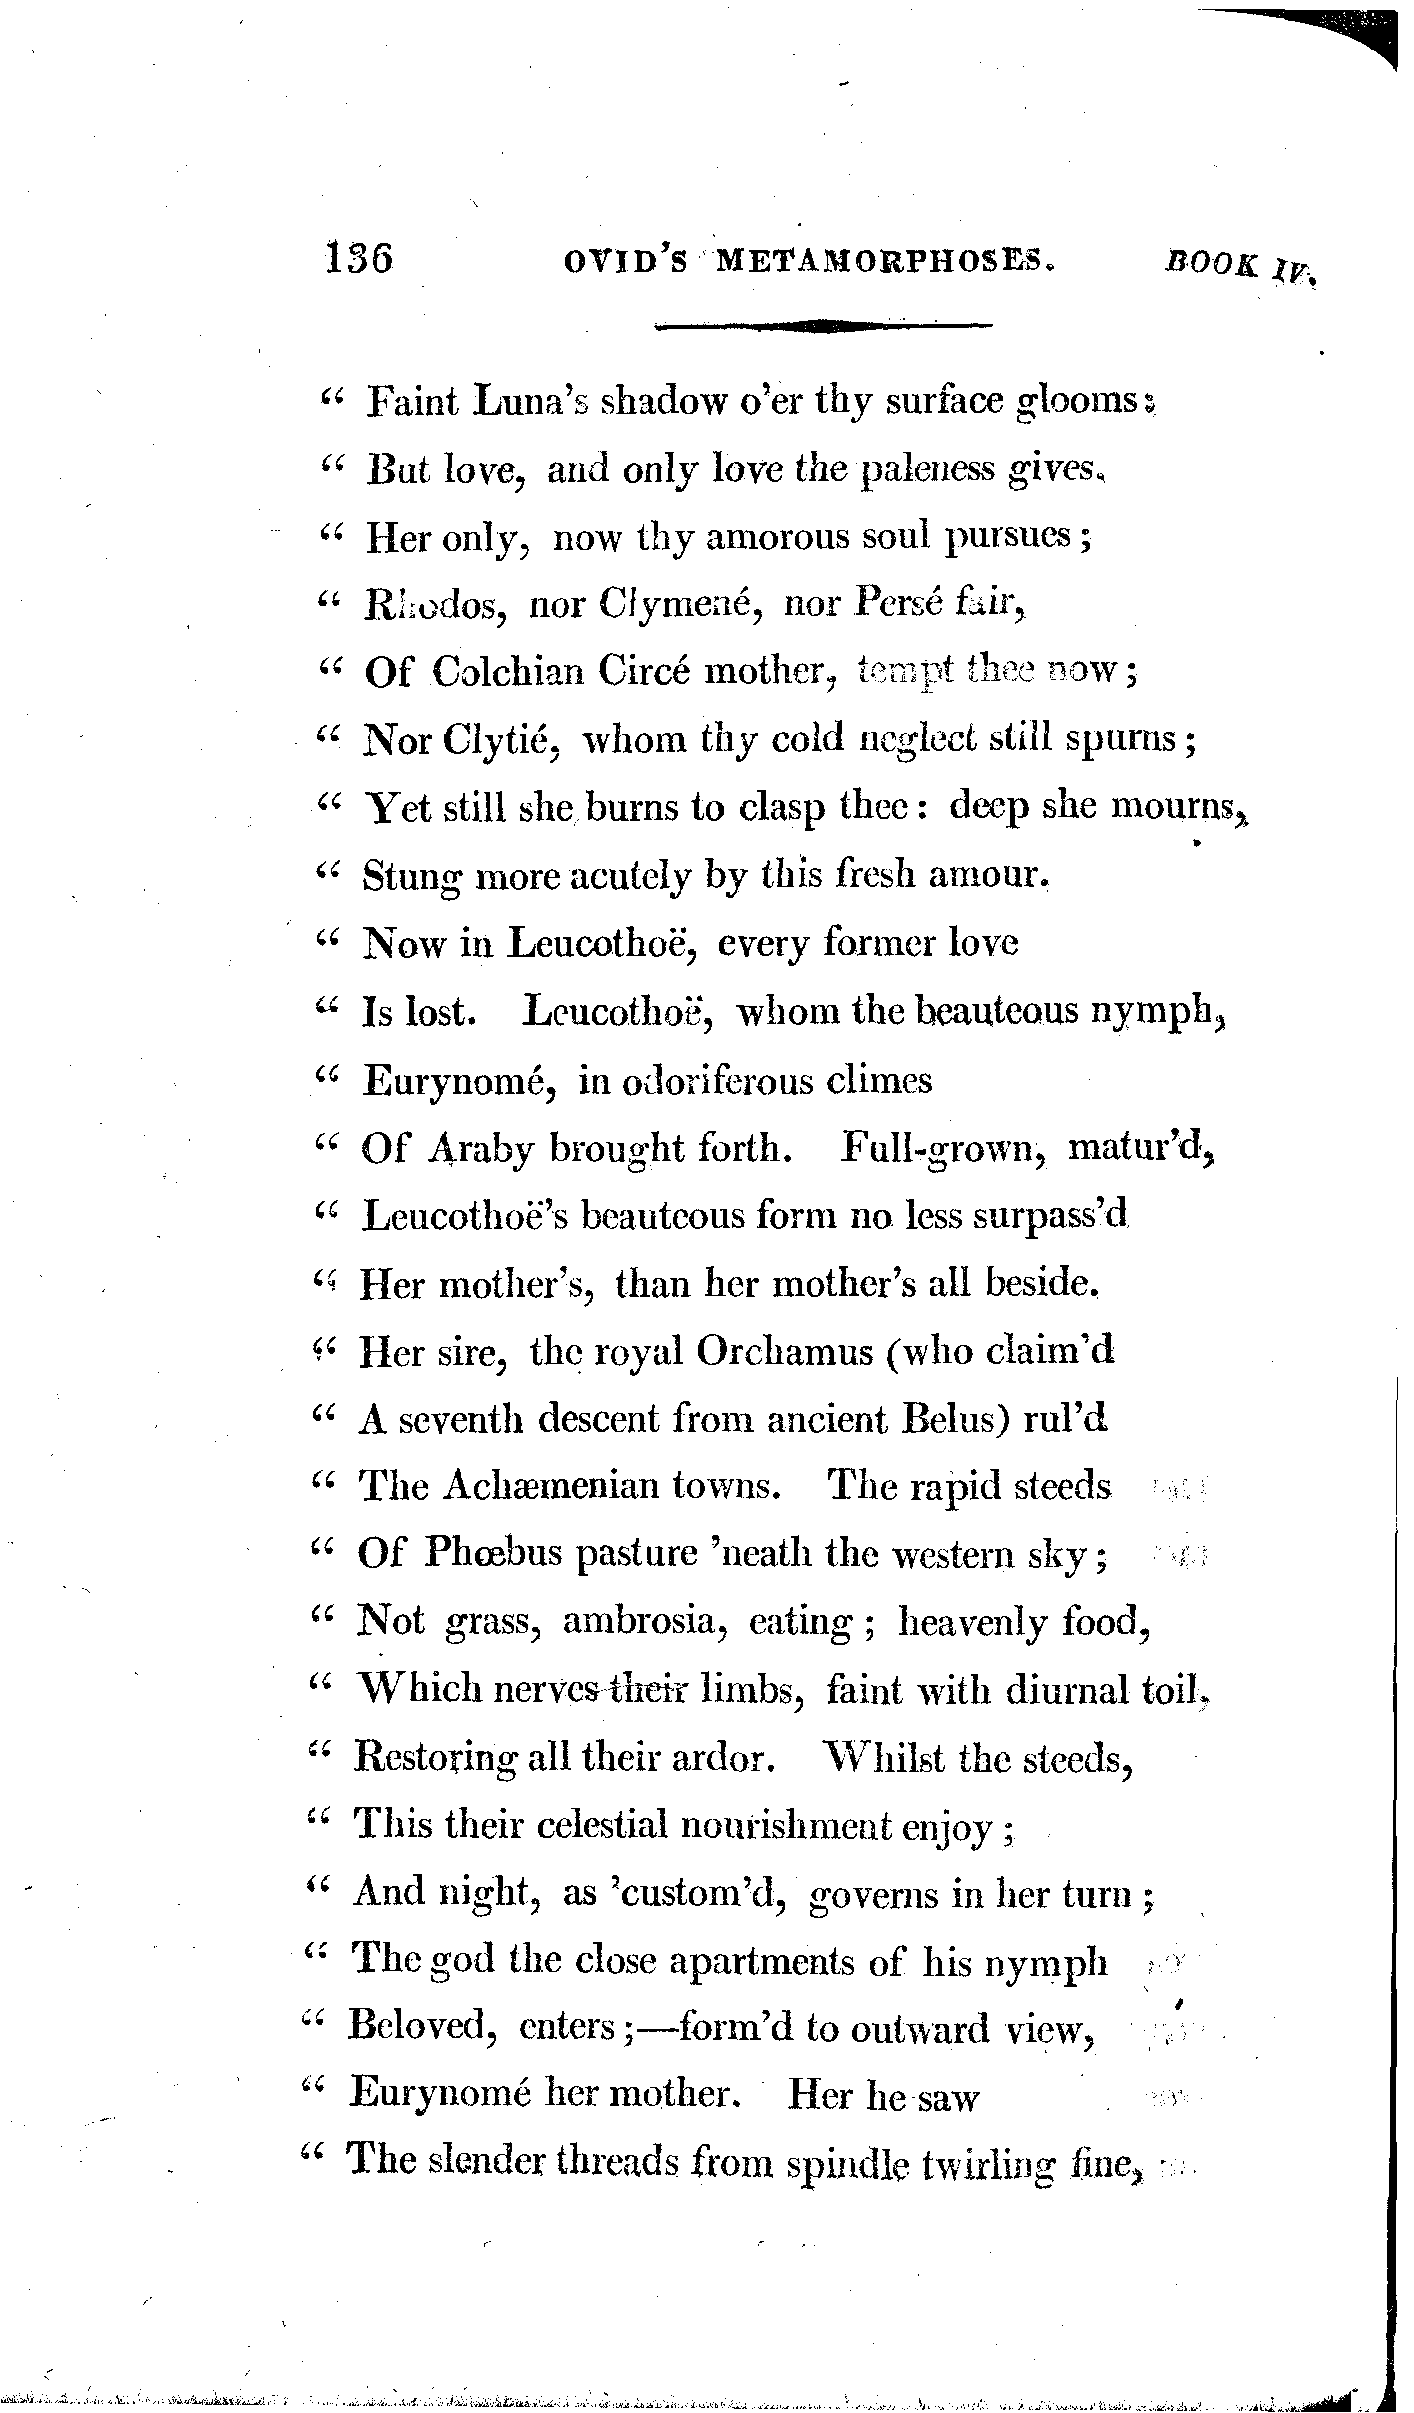 136 OVID'S METAMORPHOSES. BOOK IV.
“ Faint Luna's shadow o'er thy surface glooms:
“ But love, and only love the paleness gives.
“ Her only, now thy amorous soul pursues;
“ Rhodos, nor Clymené, nor Persé fair,
“ Of Colchian Circé mother, tempt thee now;
“ Nor Clytié, whom thy cold neglect still spurns;
“ Yet still she burns to clasp thee: deep she mourns,
“ Stung more acutely by this fresh amour.
“ Now in Leucothoë, every former love
“ Is lost. Leucothoë, whom the beauteous nymph,
“ Eurynomé, in odoriferous climes
“ Of Araby brought forth. Full-grown, matur'd,
“ Leucothoë's beauteous form no less surpass'd
“ Her mother's, than her mother's all beside.
“ Her sire, the royal Orchamus (who claim'd
“ A seventh descent from ancient Belus) rul'd
“ The Achæmenian towns. The rapid steeds
“ Of Phœbus pasture 'neath the western sky;
“ Not grass, ambrosia, eating; heavenly food,
“ Which nerves their limbs, faint with diurnal toil,
“ Restoring all their ardor. Whilst the steeds,
“ This their celestial nourishment enjoy;
“ And night, as 'custom'd, governs in her turn;
“ The god the close apartments of his nymph
“ Beloved, enters;—form'd to outward view,
“ Eurynomé her mother. Her he saw
“ The slender threads from spindle twirling fine,